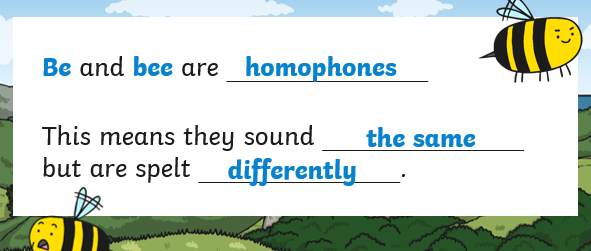 Be and bee are homophones
This means they sound the same
but are spelt differently.